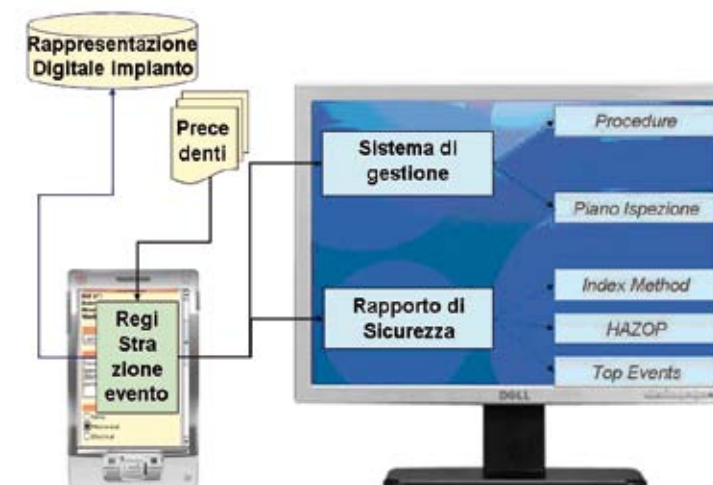 Rappresentazione
Digitale Impianto
Prece
denti
Sistema di
gestione
Procedure
Piano Ispezione
Rapporto di
Sicurezza
Index Method
HAZOP
Top Events
Regi
Stra
zione
evento
DELL